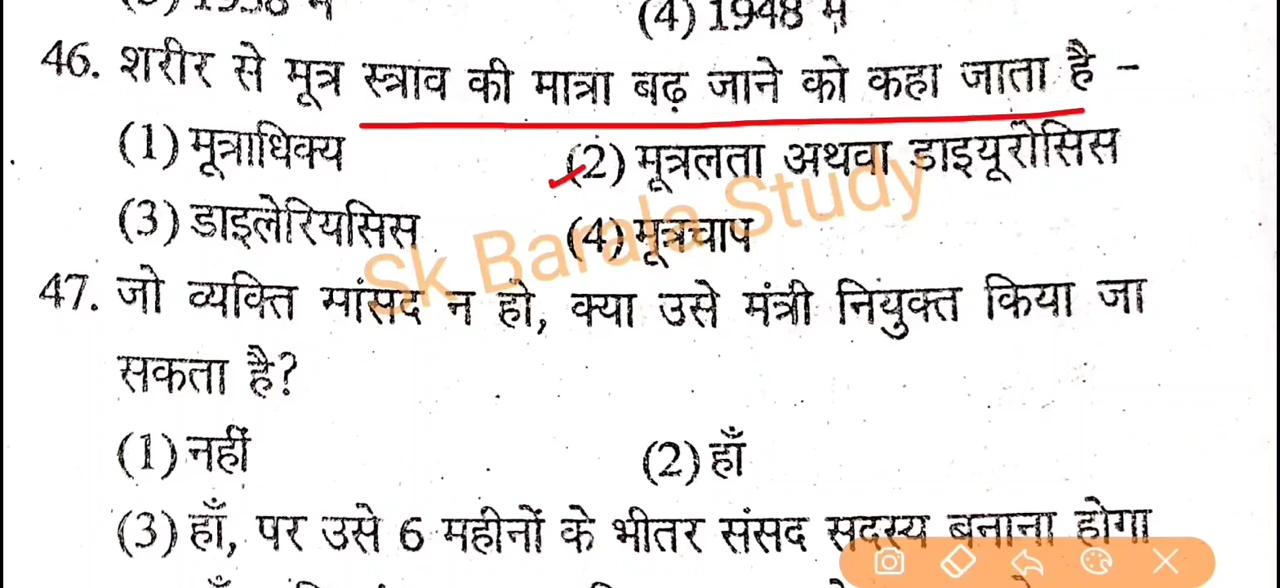 (4) 1948 में
46. शरीर से मूत्र स्त्राव की मात्रा बढ़ जाने को कहा जाता है –
(1) मूत्राधिक्य (2) मूत्रलता अथवा डाइयूरोसिस
(3) डाइलेरियसिस (4) मूत्रचाप
Sk Barala Study
47. जो व्यक्ति सांसद न हो, क्या उसे मंत्री नियुक्त किया जा
सकता है?
(1) नहीं (2) हाँ
(3) हाँ, पर उसे 6 महीनों के भीतर संसद सदस्य बनाना होगा